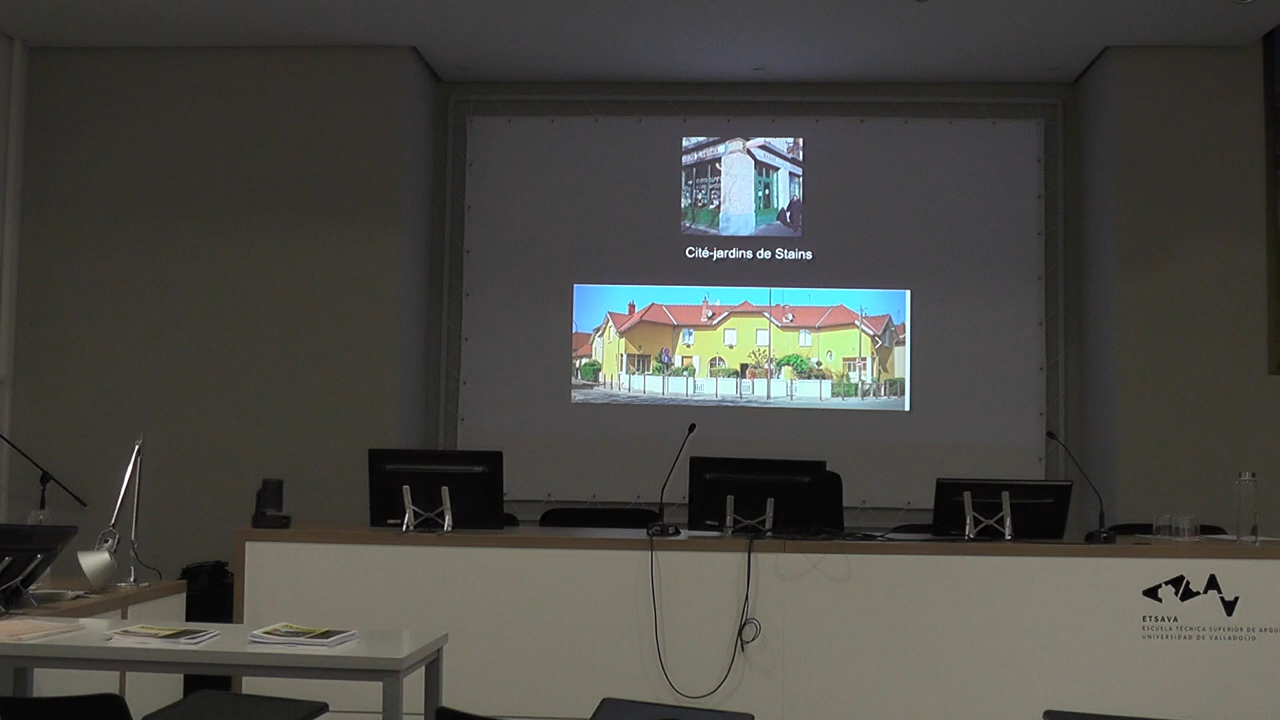 Cité-jardins de Stains
ETSAVA
ESCUELA TÉCNICA SUPERIOR DE ARQU
UNIVERSIDAD DE VALLADOLID